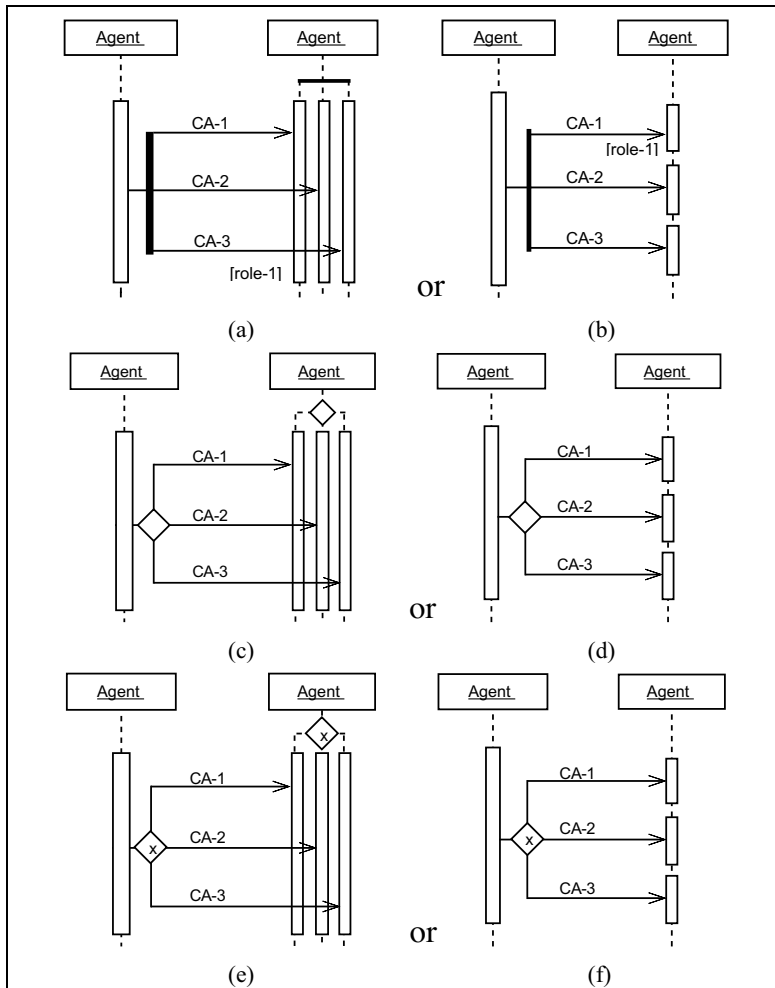 Agent Agent Agent Agent
CA-1 CA-1
[role-1]
CA-2 CA-2
CA-3 CA-3
[role-1]
or
(a) (b)
Agent Agent Agent Agent
CA-1 CA-1
CA-2 CA-2
CA-3 CA-3
or
(c) (d)
Agent Agent Agent Agent
x
CA-1 CA-1
x CA-2 x CA-2
CA-3 CA-3
or
(e) (f)